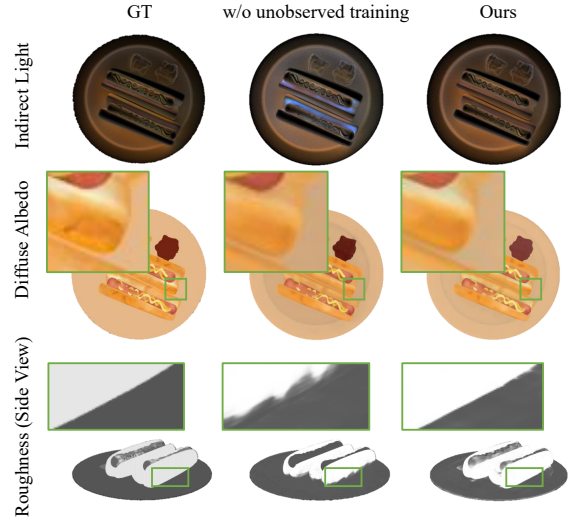 GT
w/o unobserved training
Ours
Indirect Light
Diffuse Albedo
Roughness (Side View)